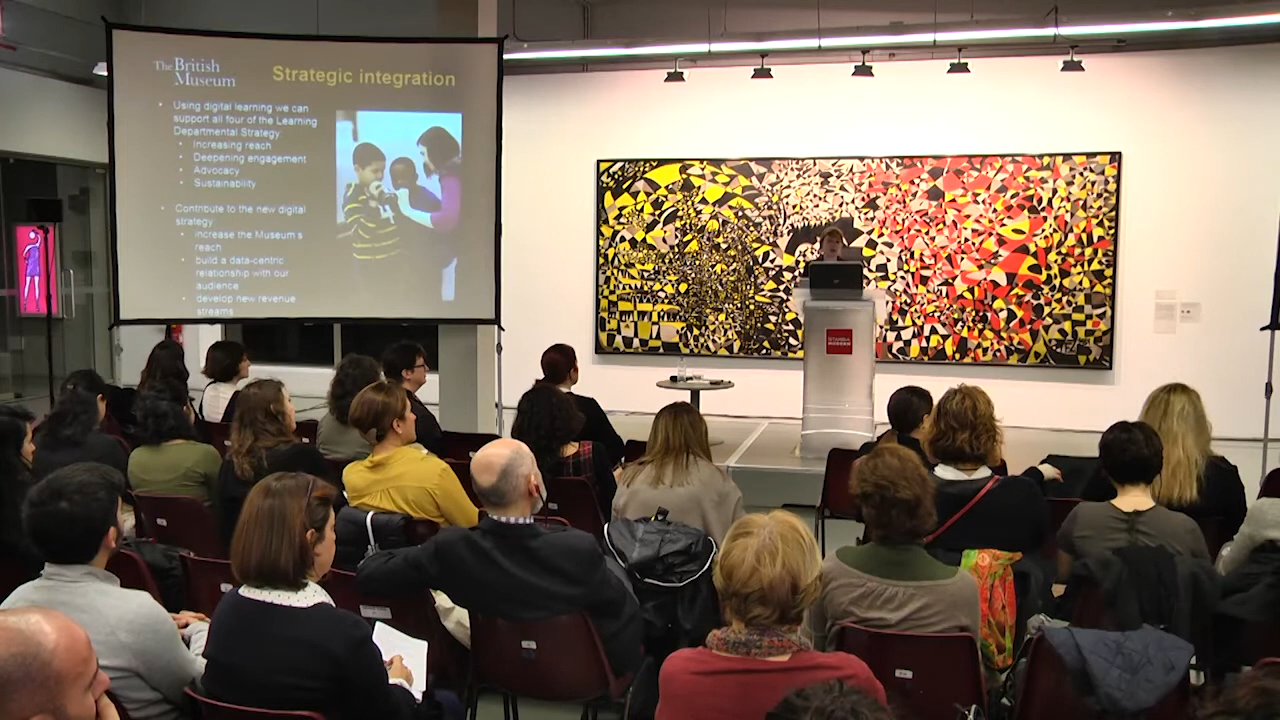 The British
Museum
Strategic integration
• Using digital learning we can
support all four of the Learning
Departmental Strategy
• Increasing reach
• Deepening engagement
• Advocacy
• Sustainability
• Contribute to the new digital
strategy
• increase the Museum's
reach
• build a data-centric
relationship with our
audience
• develop new revenue
streams
ISTANBUL
MODERN